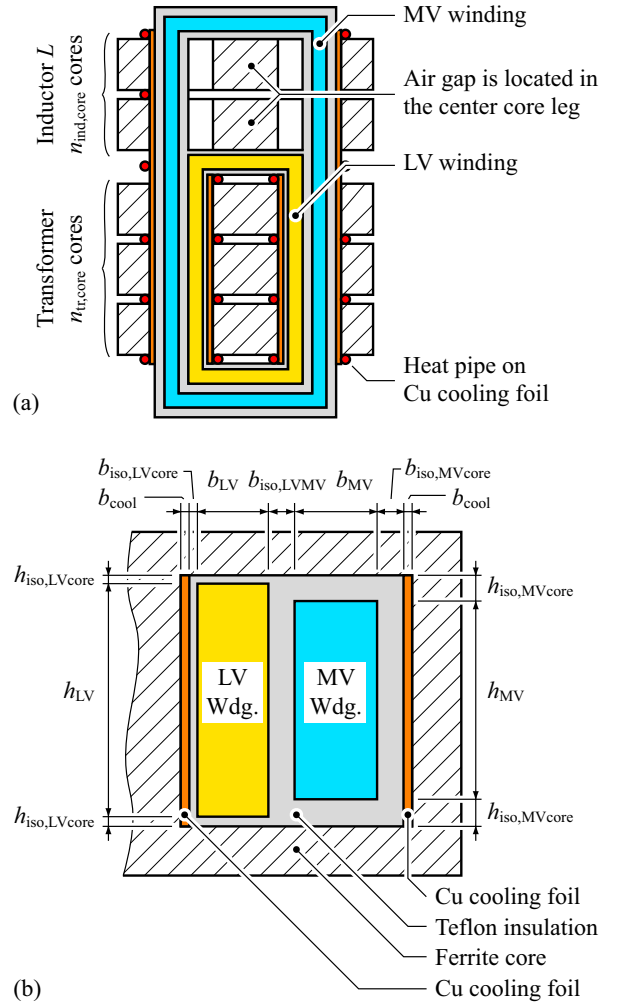 MV winding
Inductor L
n_ind,core cores
Air gap is located in
the center core leg
LV winding
Transformer
n_tr,core cores
Heat pipe on
Cu cooling foil
(a)
b_iso,LVcore b_LV b_iso,LVMV b_MV b_iso,MVcore
b_cool b_cool
h_iso,LVcore h_iso,MVcore
h_LV LV MV h_MV
Wdg. Wdg.
h_iso,LVcore h_iso,MVcore
Cu cooling foil
Teflon insulation
Ferrite core
(b) Cu cooling foil